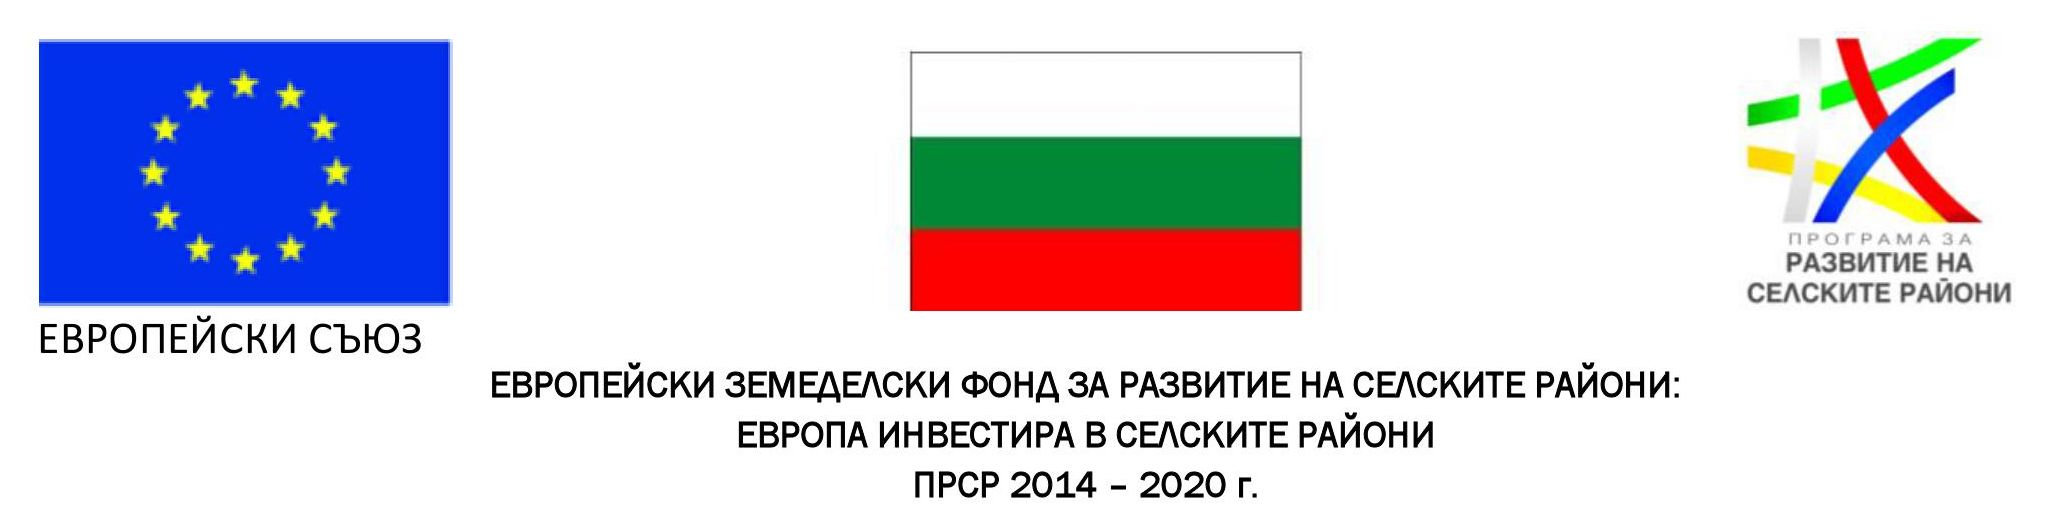 ЕВРОПЕЙСКИ СЪЮЗ
ПРОГРАМА ЗА
РАЗВИТИЕ НА
СЕЛСКИТЕ РАЙОНИ
ЕВРОПЕЙСКИ ЗЕМЕДЕЛСКИ ФОНД ЗА РАЗВИТИЕ НА СЕЛСКИТЕ РАЙОНИ:
ЕВРОПА ИНВЕСТИРА В СЕЛСКИТЕ РАЙОНИ
ПРСР 2014 – 2020 г.